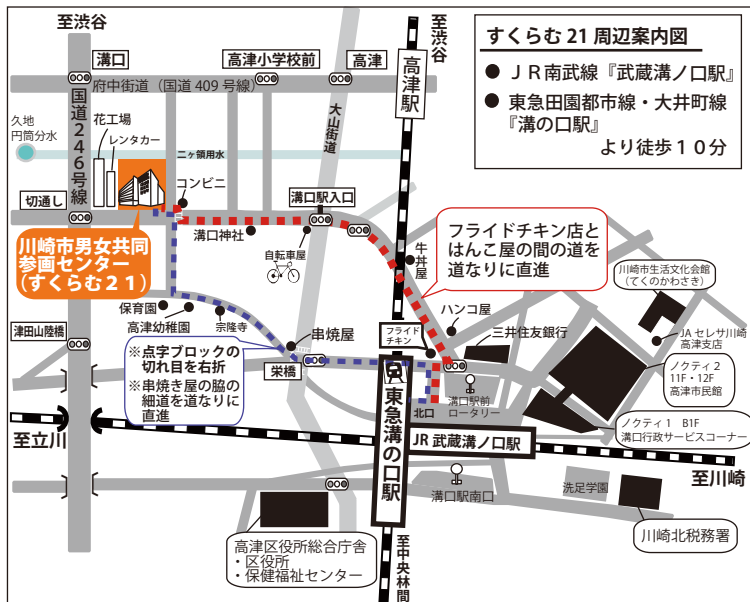 至渋谷
至渋谷
すくらむ21 周辺案内図
● JR南武線『武蔵溝ノ口駅』
● 東急田園都市線・大井町線
『溝の口駅』
より徒歩10分
溝口
高津小学校前
高津
府中街道（国道409号線）
高津駅
国道246号線
大山街道
久地
円筒分水
花工場
レンタカー
二ヶ領用水
コンビニ
切通し
溝口駅入口
溝口神社
自転車屋
牛丼屋
フライドチキン店と
はんこ屋の間の道を
道なりに直進
川崎市男女共同
参画センター
（すくらむ21）
川崎市生活文化会館
（てくのかわさき）
保育園
高津幼稚園
宗隆寺
串焼屋
ハンコ屋
フライド
チキン
三井住友銀行
JA セレサ川崎
高津支店
津田山陸橋
※点字ブロックの
切れ目を右折
※串焼き屋の脇の
細道を道なりに
直進
栄橋
ノクティ2
11F・12F
高津市民館
溝口駅前
ロータリー
北口
東急溝の口駅
ノクティ1 B1F
溝口行政サービスコーナー
至立川
JR 武蔵溝ノ口駅
至川崎
溝口駅南口
洗足学園
川崎北税務署
高津区役所総合庁舎
・区役所
・保健福祉センター
至中央林間